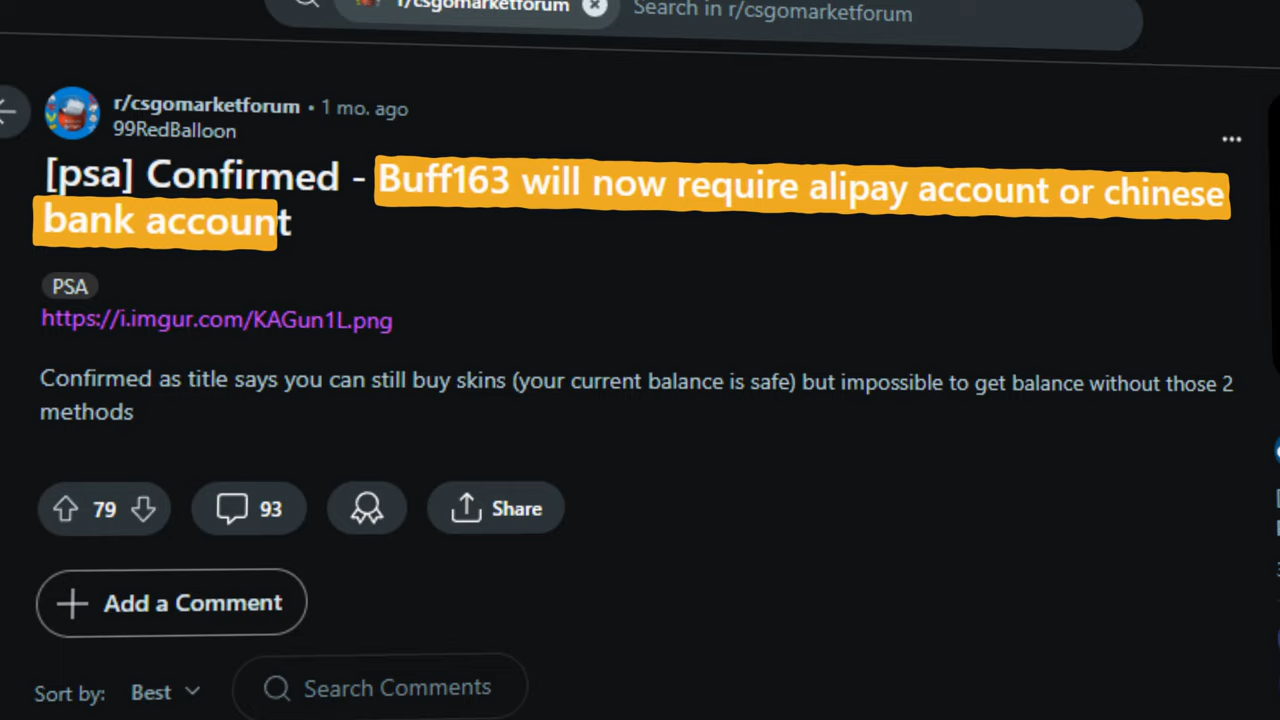 r/csgomarketforum
Search in r/csgomarketforum
r/csgomarketforum • 1 mo. ago
99RedBalloon
[psa] Confirmed - Buff163 will now require alipay account or chinese
bank account
PSA
https://i.imgur.com/KAGun1L.png
Confirmed as title says you can still buy skins (your current balance is safe) but impossible to get balance without those 2
methods
79
93
Share
Add a Comment
Sort by: Best
Search Comments